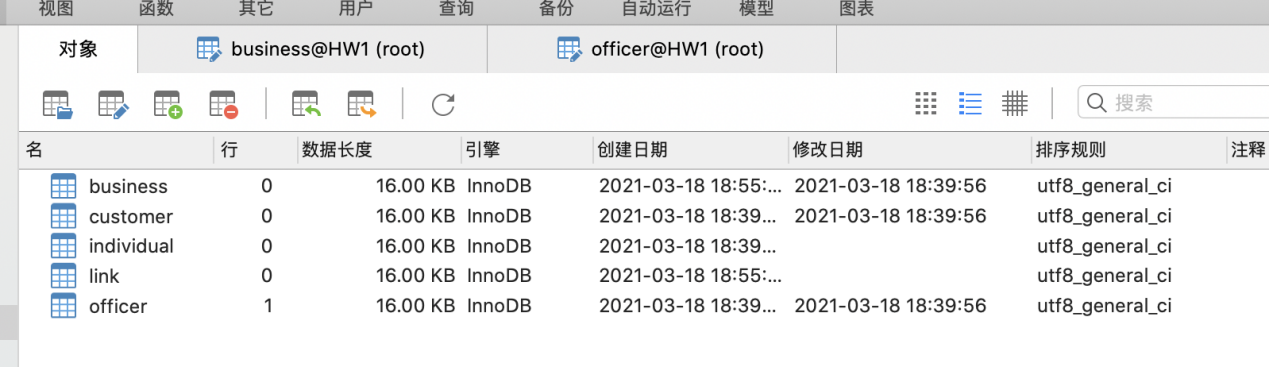 视图 函数 其它 用户 查询 备份 自动运行 模型 图表
对象 business@HW1 (root) officer@HW1 (root)
搜索
名 行 数据长度 引擎 创建日期 修改日期 排序规则 注释
business 0 16.00 KB InnoDB 2021-03-18 18:55:... 2021-03-18 18:39:56 utf8_general_ci
customer 0 16.00 KB InnoDB 2021-03-18 18:39... 2021-03-18 18:39:56 utf8_general_ci
individual 0 16.00 KB InnoDB 2021-03-18 18:39... utf8_general_ci
link 0 16.00 KB InnoDB 2021-03-18 18:55:... utf8_general_ci
officer 1 16.00 KB InnoDB 2021-03-18 18:39... 2021-03-18 18:39:56 utf8_general_ci